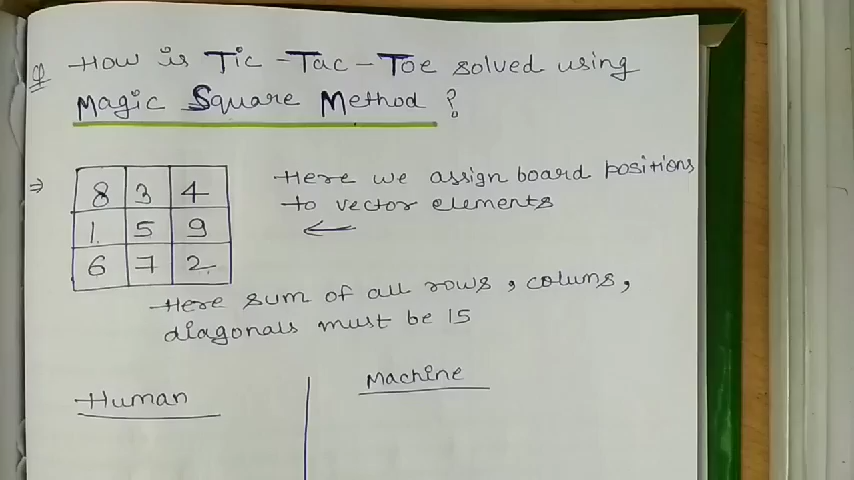 Q How is Tic-Tac-Toe solved using
Magic Square Method ?
⇒ 8 3 4
1 5 9
6 7 2
Here we assign board positions
to vector elements
←
Here sum of all rows, colums,
diagonals must be 15
Human
Machine